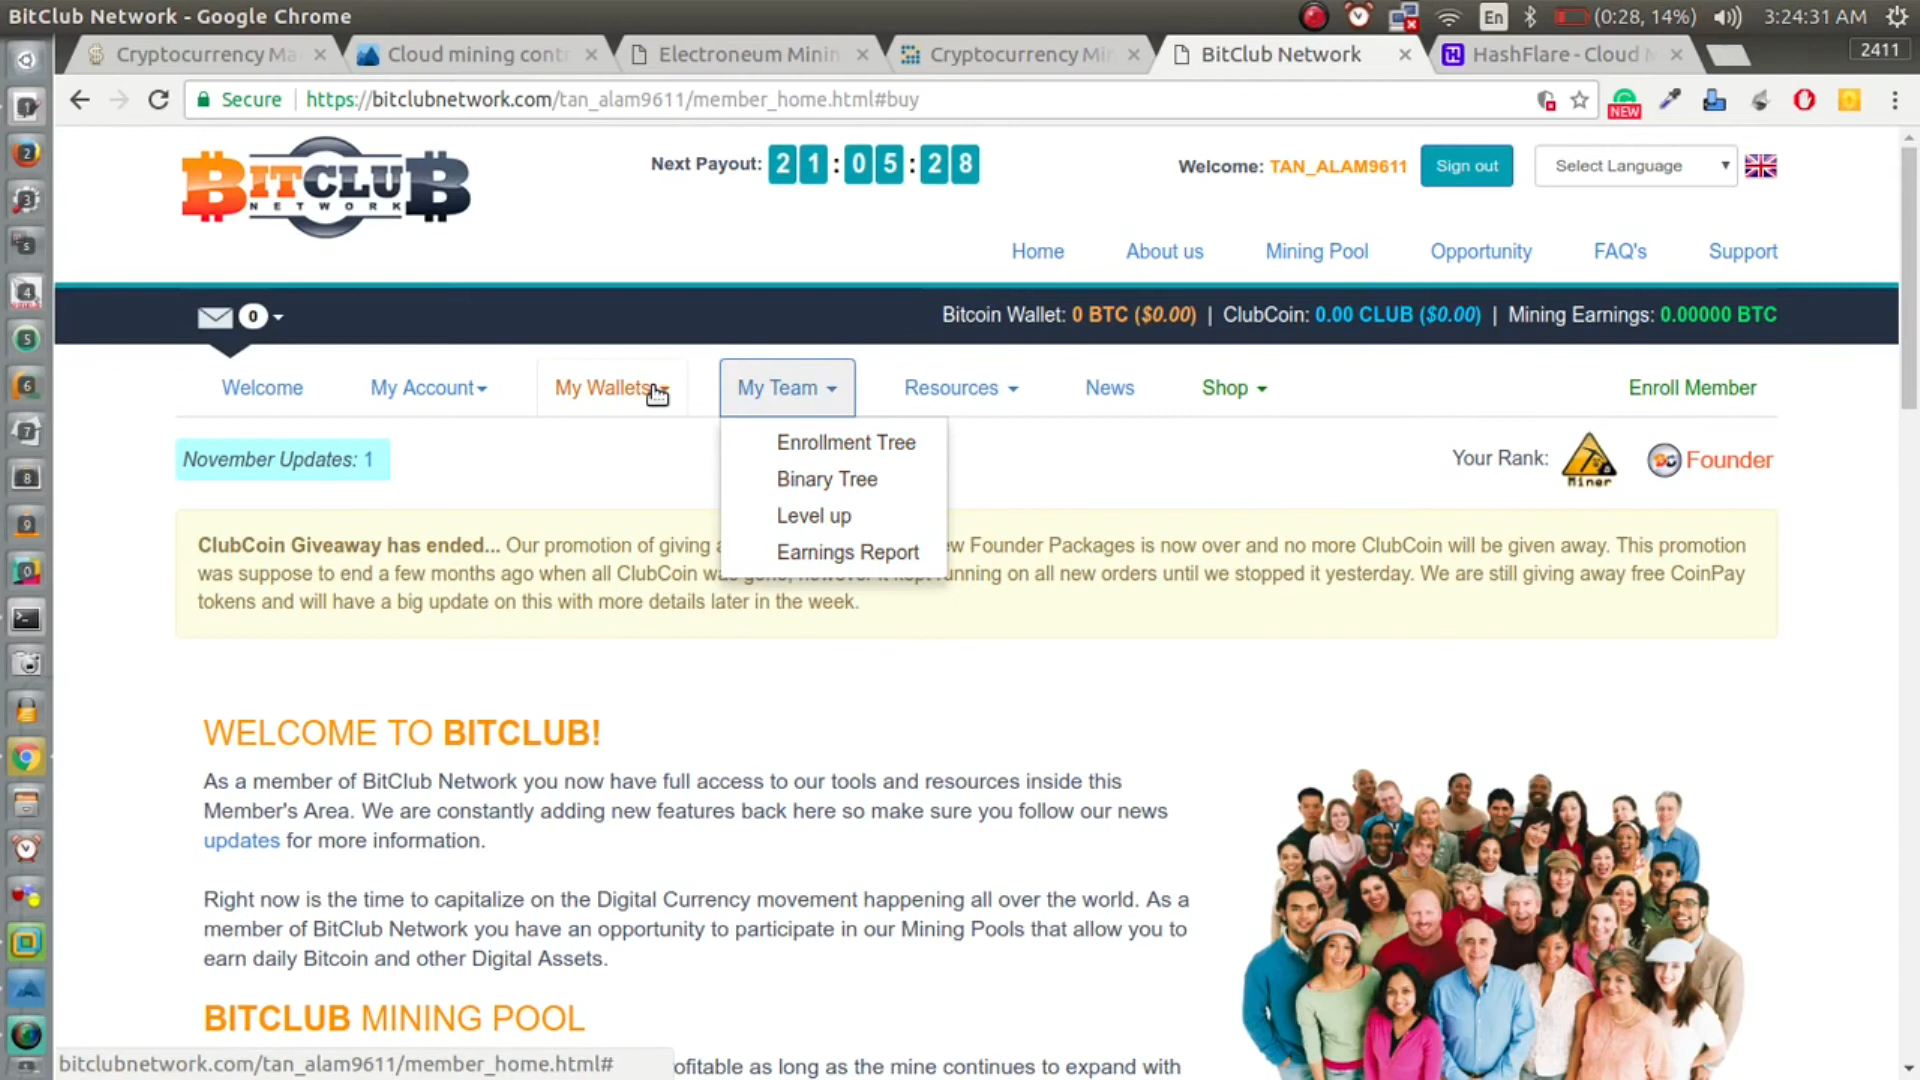 BitClub Network - Google Chrome
En
(0:28, 14%)
3:24:31 AM
Cryptocurrency Ma
Cloud mining contr
Electroneum Minin
Cryptocurrency Min
BitClub Network
HashFlare - Cloud M
2411
Secure
https://bitclubnetwork.com/tan_alam9611/member_home.html#buy
NEW
BITCLUB
NETWORK
Next Payout: 21:05:28
Welcome: TAN_ALAM9611
Sign out
Select Language
Home
About us
Mining Pool
Opportunity
FAQ's
Support
0
Bitcoin Wallet: 0 BTC ($0.00) | ClubCoin: 0.00 CLUB ($0.00) | Mining Earnings: 0.00000 BTC
Welcome
My Account
My Wallets
My Team
Resources
News
Shop
Enroll Member
Enrollment Tree
Binary Tree
Level up
Earnings Report
November Updates: 1
Your Rank:
Miner
Founder
ClubCoin Giveaway has ended... Our promotion of giving a w Founder Packages is now over and no more ClubCoin will be given away. This promotion
was suppose to end a few months ago when all ClubCoin was gone, however it kept running on all new orders until we stopped it yesterday. We are still giving away free CoinPay
tokens and will have a big update on this with more details later in the week.
WELCOME TO BITCLUB!
As a member of BitClub Network you now have full access to our tools and resources inside this
Member's Area. We are constantly adding new features back here so make sure you follow our news
updates for more information.
Right now is the time to capitalize on the Digital Currency movement happening all over the world. As a
member of BitClub Network you have an opportunity to participate in our Mining Pools that allow you to
earn daily Bitcoin and other Digital Assets.
BITCLUB MINING POOL
ofitable as long as the mine continues to expand with
bitclubnetwork.com/tan_alam9611/member_home.html#